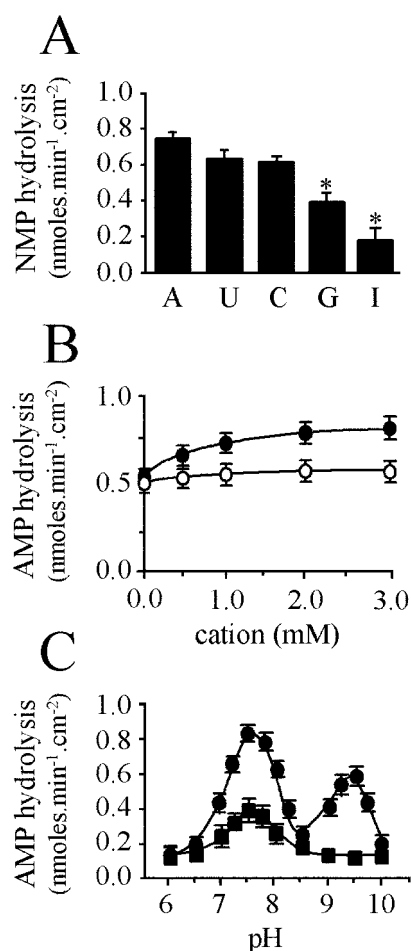 A
NMP hydrolysis
(nmoles.min⁻¹.cm⁻²)
1.0
0.8
0.6
0.4
0.2
0.0
*
*
A U C G I
B
AMP hydrolysis
(nmoles.min⁻¹.cm⁻²)
1.0
0.5
0.0
0.0 1.0 2.0 3.0
cation (mM)
C
AMP hydrolysis
(nmoles.min⁻¹.cm⁻²)
1.0
0.8
0.6
0.4
0.2
0.0
6 7 8 9 10
pH